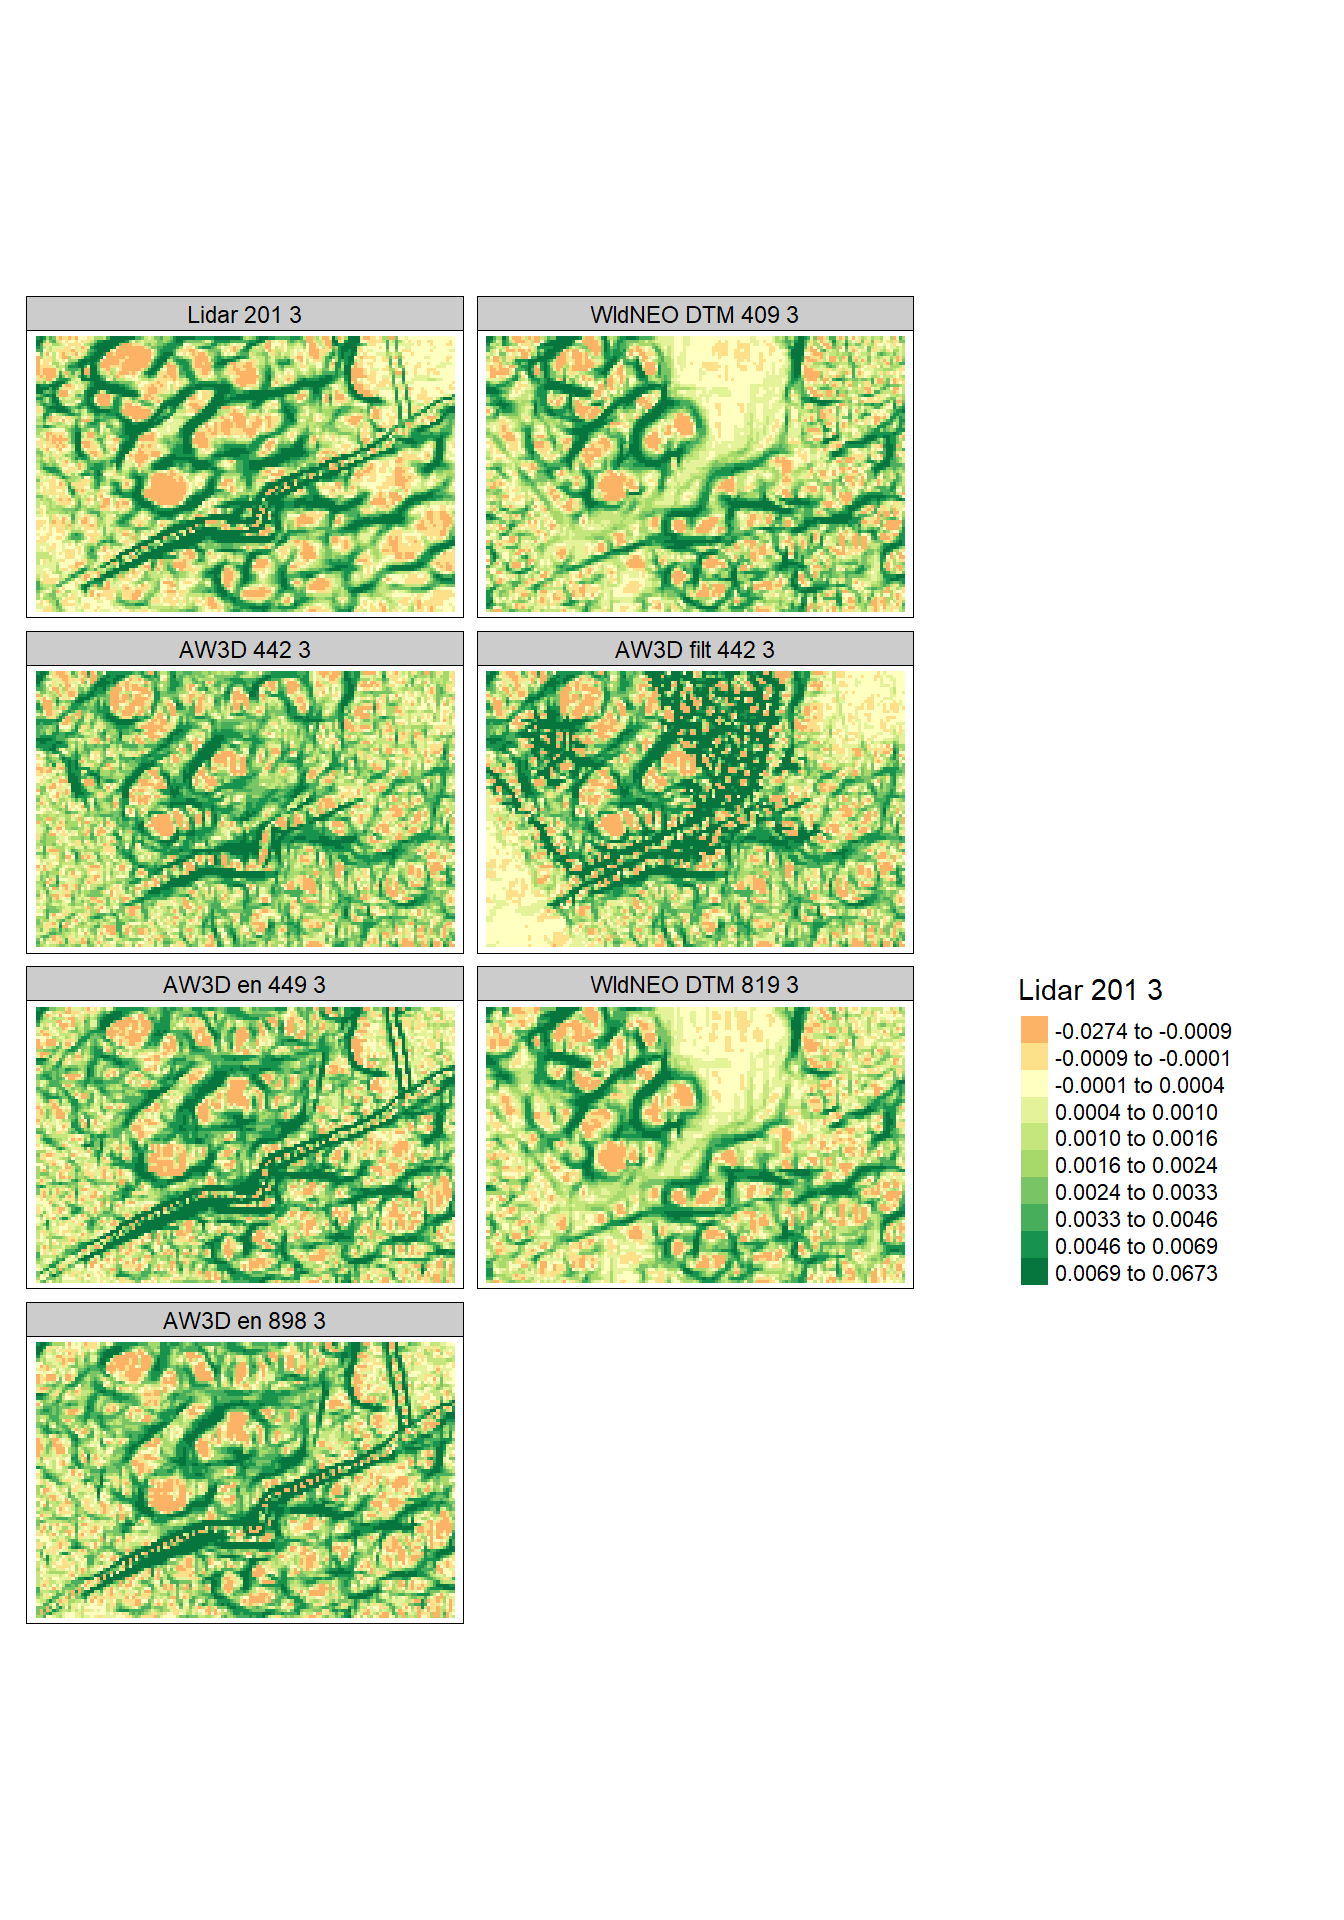 Lidar 201 3
WldNEO DTM 409 3
AW3D 442 3
AW3D filt 442 3
AW3D en 449 3
WldNEO DTM 819 3
AW3D en 898 3
Lidar 201 3
-0.0274 to -0.0009
-0.0009 to -0.0001
-0.0001 to 0.0004
0.0004 to 0.0010
0.0010 to 0.0016
0.0016 to 0.0024
0.0024 to 0.0033
0.0033 to 0.0046
0.0046 to 0.0069
0.0069 to 0.0673